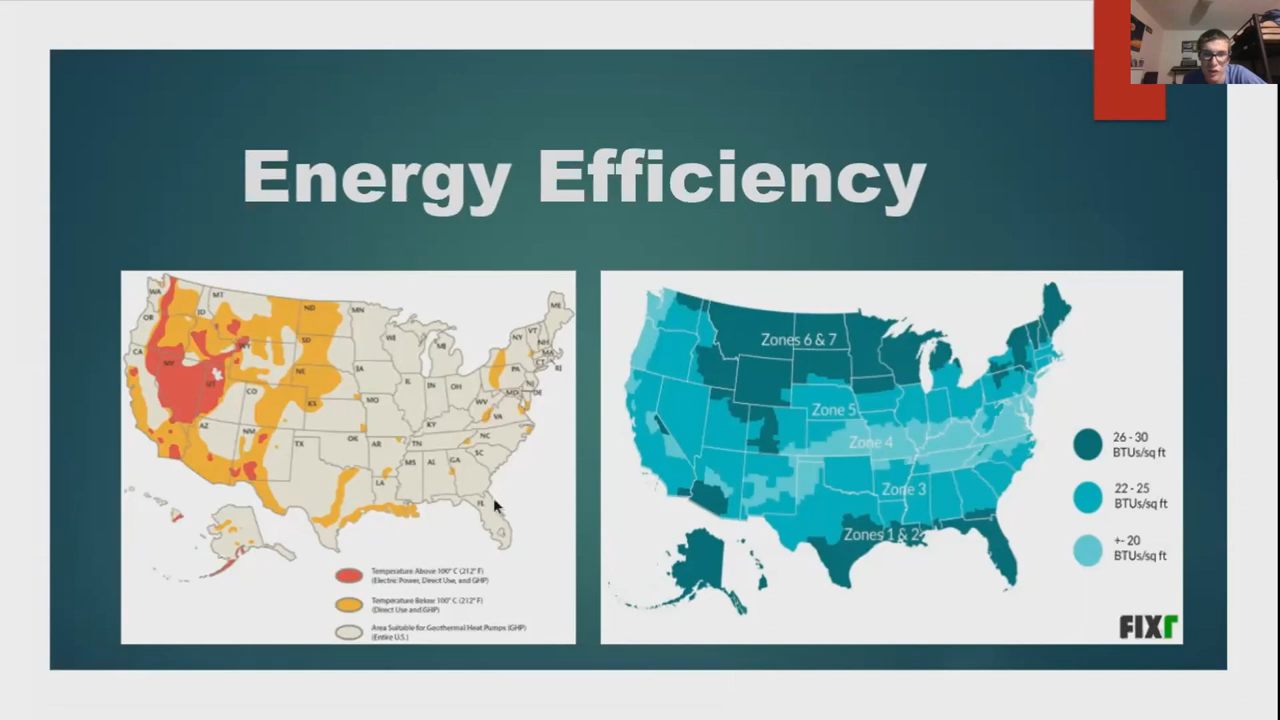 Energy Efficiency
WA
MT
ND
MN
ME
OR
ID
SD
WI
MI
NY
VT
NH
MA
CT
RI
CA
NV
WY
NE
IA
PA
NJ
UT
CO
KS
MO
IL
IN
OH
WV
MD
DE
VA
KY
AZ
NM
OK
AR
TN
NC
SC
TX
LA
MS
AL
GA
FL
Temperature Above 100° C (212° F)
(Electric Power, Direct Use, and GHP)
Temperature Below 100° C (212° F)
(Direct Use and GHP)
Area Suitable for Geothermal Heat Pumps (GHP)
(Entire U.S.)
Zones 6 & 7
Zone 5
Zone 4
Zone 3
Zones 1 & 2
26 - 30
BTUs/sq ft
22 - 25
BTUs/sq ft
+- 20
BTUs/sq ft
FIXr